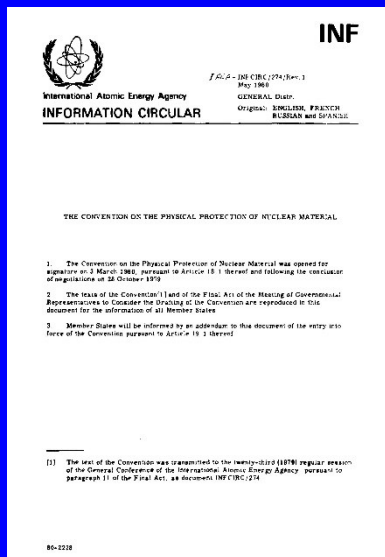 INF
IAEA - INFCIRC/274/Rev.1
May 1980
International Atomic Energy Agency
GENERAL Distr.
INFORMATION CIRCULAR
Original: ENGLISH, FRENCH
RUSSIAN and SPANISH
THE CONVENTION ON THE PHYSICAL PROTECTION OF NUCLEAR MATERIAL
1. The Convention on the Physical Protection of Nuclear Material was opened for
signature on 3 March 1980, pursuant to Article 18.1 thereof and following the conclusion
of negotiations on 28 October 1979
2 The texts of the Convention[1] and of the Final Act of the Meeting of Governmental
Representatives to Consider the Drafting of the Convention are reproduced in this
document for the information of all Member States
3 Member States will be informed by an addendum to this document of the entry into
force of the Convention pursuant to Article 19.1 thereof
[1] The text of the Convention was transmitted to the twenty-third (1979) regular session
of the General Conference of the International Atomic Energy Agency pursuant to
paragraph 11 of the Final Act, as document INFCIRC/274
80-2228